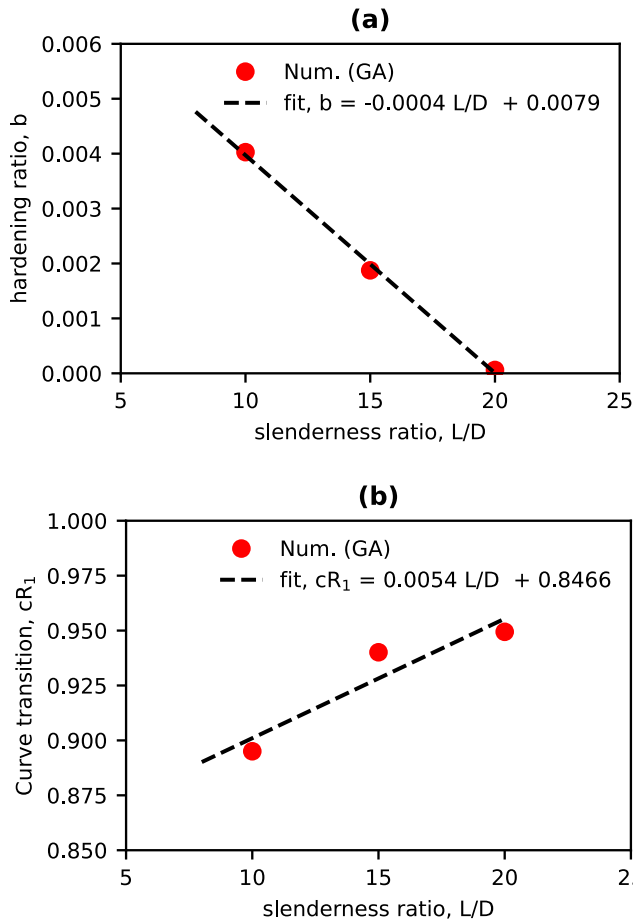 (a)
0.006
0.005
0.004
0.003
0.002
0.001
0.000
hardening ratio, b
Num. (GA)
fit, b = -0.0004 L/D + 0.0079
5 10 15 20 25
slenderness ratio, L/D
(b)
1.000
0.975
0.950
0.925
0.900
0.875
0.850
Curve transition, cR₁
Num. (GA)
fit, cR₁ = 0.0054 L/D + 0.8466
5 10 15 20
slenderness ratio, L/D